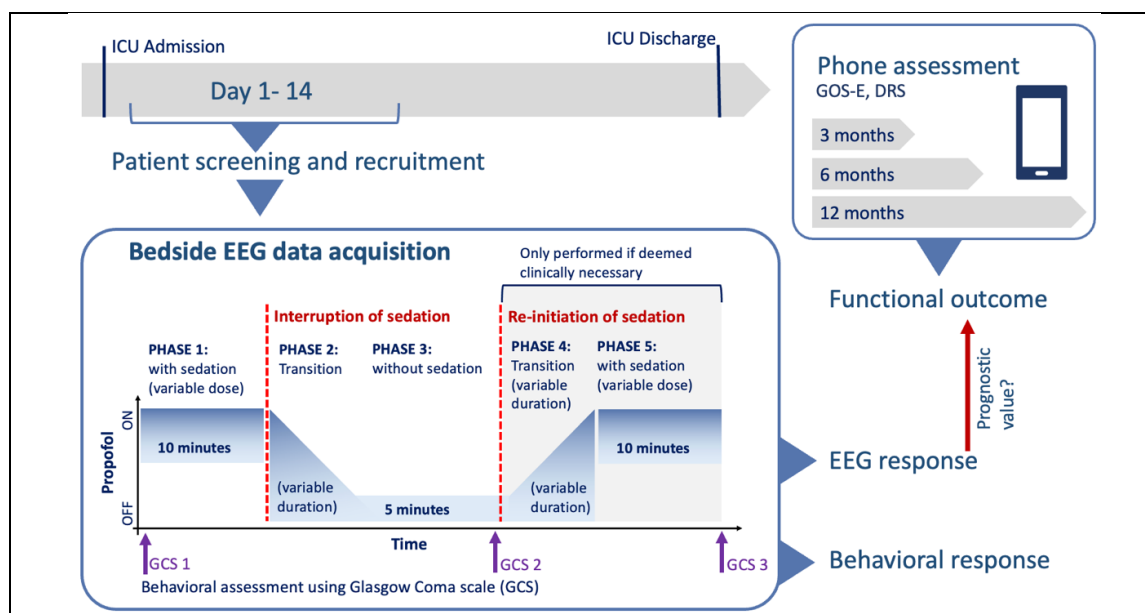 ICU Admission
ICU Discharge
Day 1- 14
Patient screening and recruitment
Phone assessment
GOS-E, DRS
3 months
6 months
12 months
Functional outcome
Prognostic
value?
EEG response
Behavioral response
Bedside EEG data acquisition
Only performed if deemed
clinically necessary
Interruption of sedation
Re-initiation of sedation
PHASE 1:
with sedation
(variable dose)
PHASE 2:
Transition
PHASE 3:
without sedation
PHASE 4:
Transition
(variable
duration)
PHASE 5:
with sedation
(variable dose)
Propofol
ON
OFF
10 minutes
(variable
duration)
5 minutes
(variable
duration)
10 minutes
Time
GCS 1
GCS 2
GCS 3
Behavioral assessment using Glasgow Coma scale (GCS)